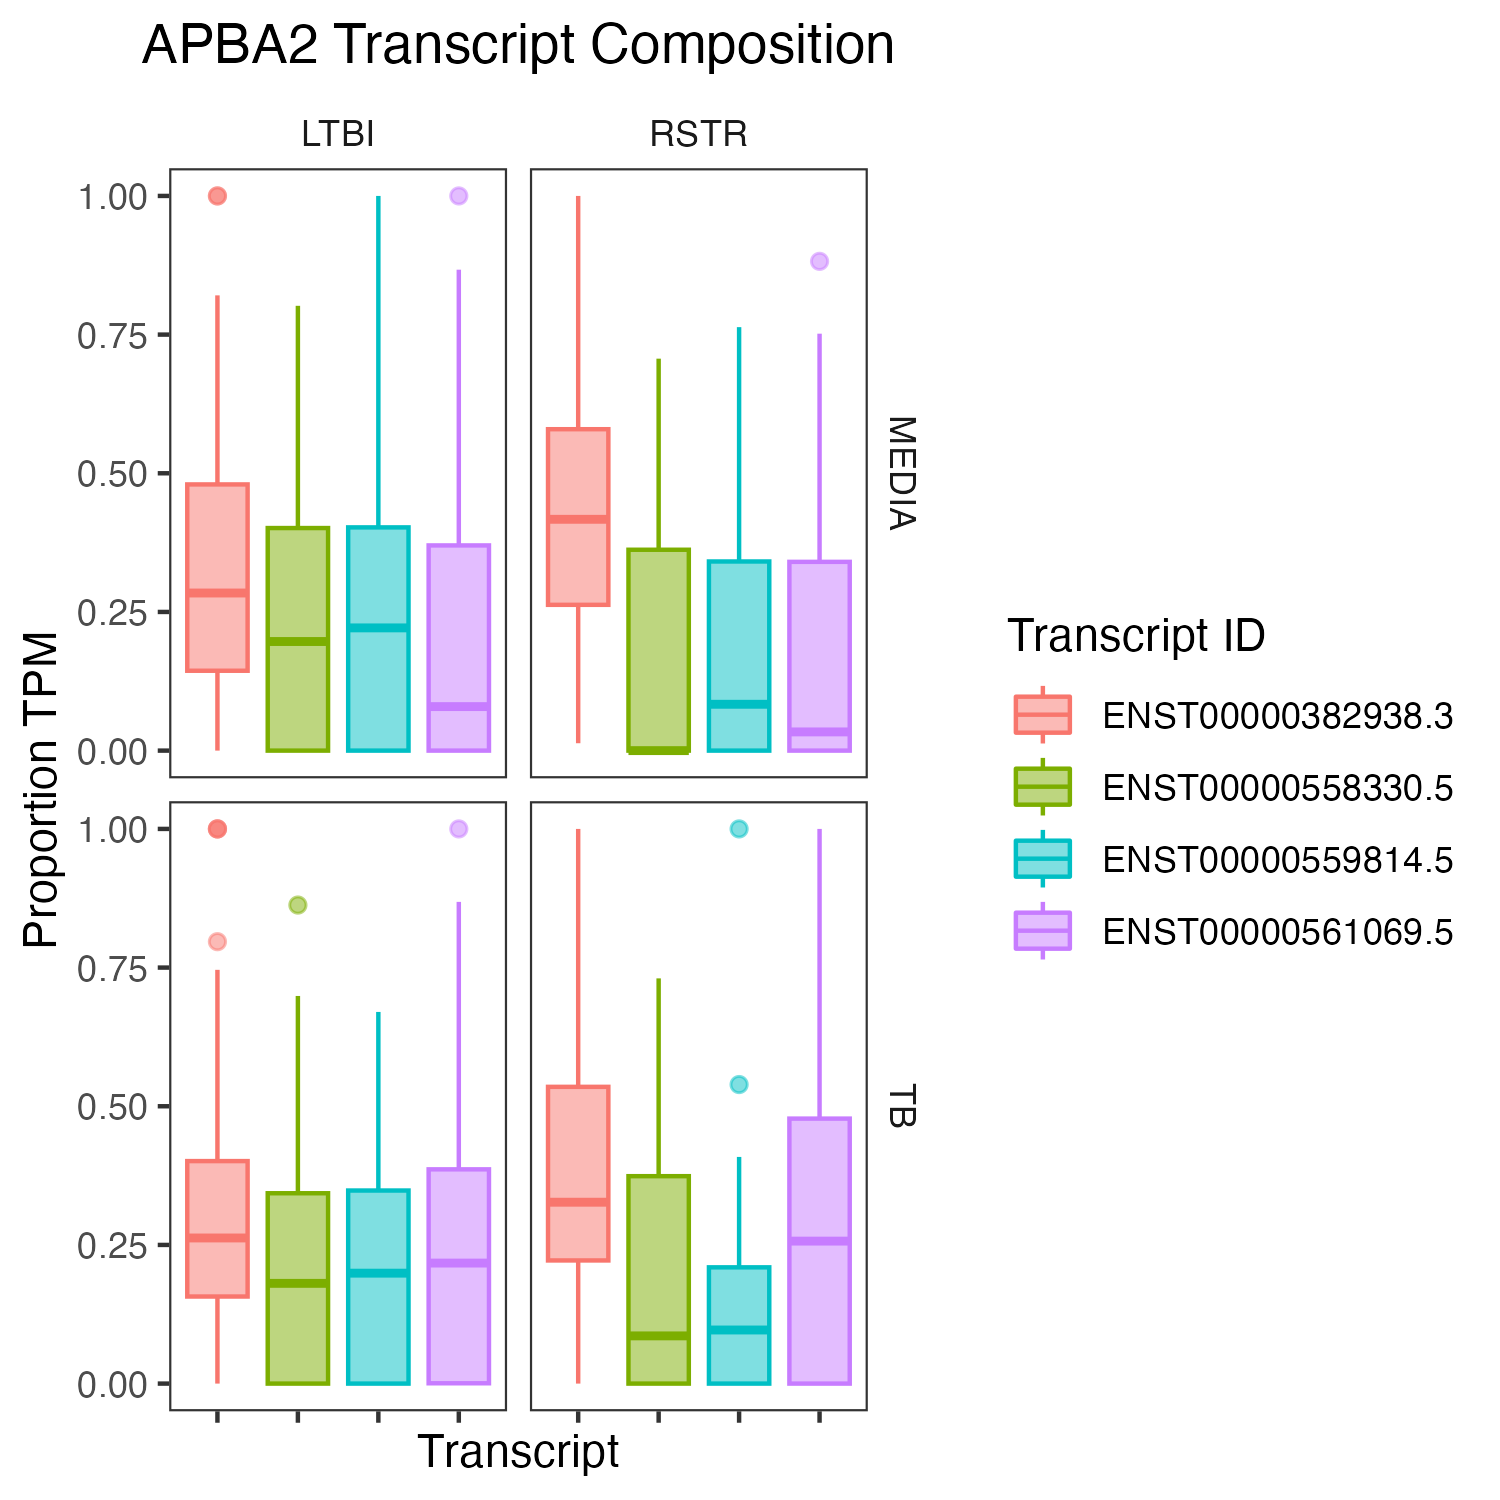 APBA2 Transcript Composition
LTBI
RSTR
1.00
0.75
0.50
0.25
0.00
MEDIA
1.00
0.75
0.50
0.25
0.00
TB
Proportion TPM
Transcript
Transcript ID
ENST00000382938.3
ENST00000558330.5
ENST00000559814.5
ENST00000561069.5